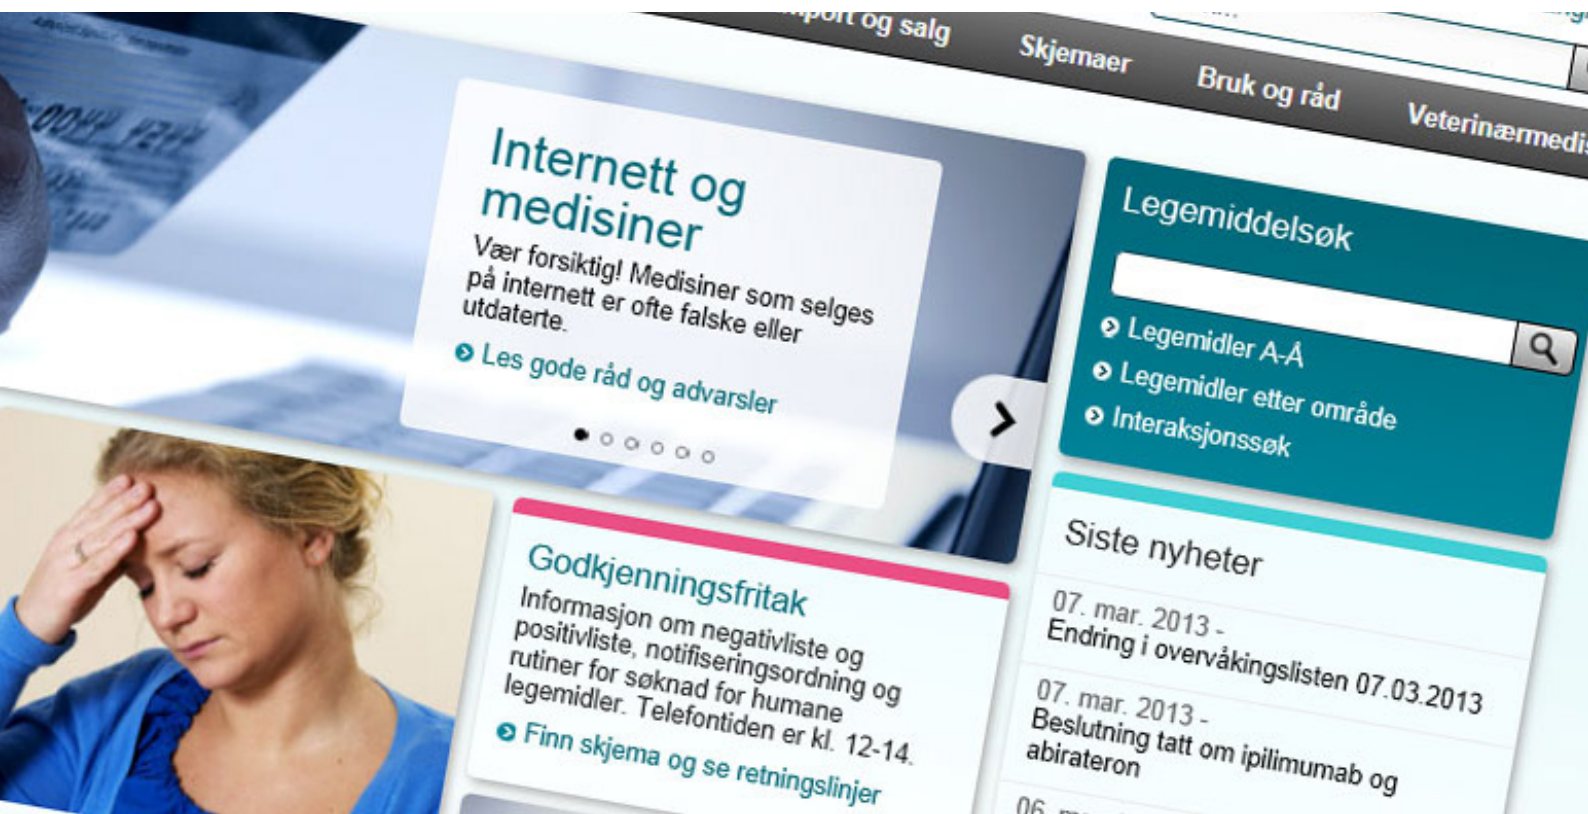 og salg
Skjemaer
Bruk og råd
Internett og
medisiner
Vær forsiktig! Medisiner som selges
på internett er ofte falske eller
utdaterte.
Les gode råd og advarsler
Legemiddelsøk
Legemidler A-Å
Legemidler etter område
Interaksjonssøk
Godkjenningsfritak
Informasjon om negativliste og
positivliste, notifiseringsordning og
rutiner for søknad for humane
legemidler. Telefontiden er kl. 12-14.
Finn skjema og se retningslinjer
Siste nyheter
07. mar. 2013 -
Endring i overvåkingslisten 07.03.2013
07. mar. 2013 -
Beslutning tatt om ipilimumab og
abirateron
06.